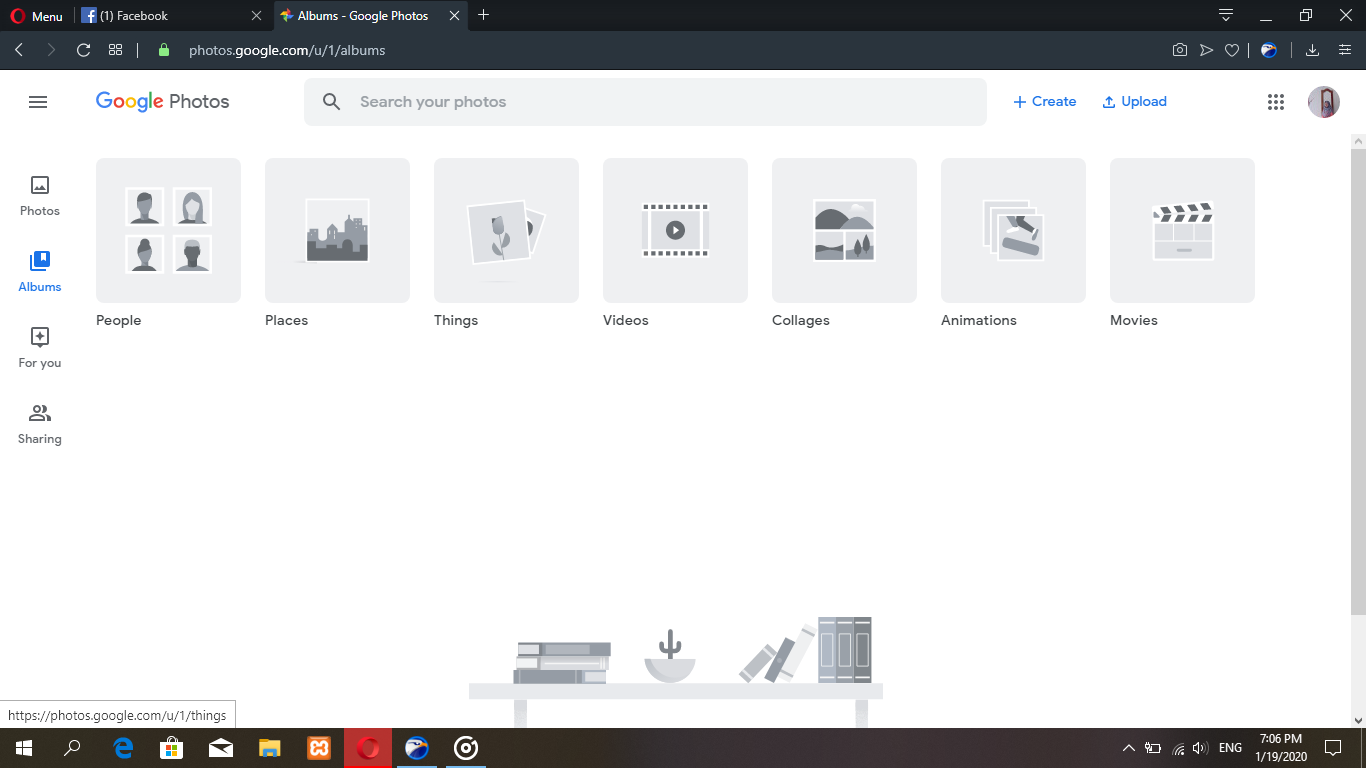 Menu
(1) Facebook
Albums - Google Photos
photos.google.com/u/1/albums
Google Photos
Search your photos
Create
Upload
Photos
Albums
For you
Sharing
People
Places
Things
Videos
Collages
Animations
Movies
https://photos.google.com/u/1/things
ENG
7:06 PM
1/19/2020